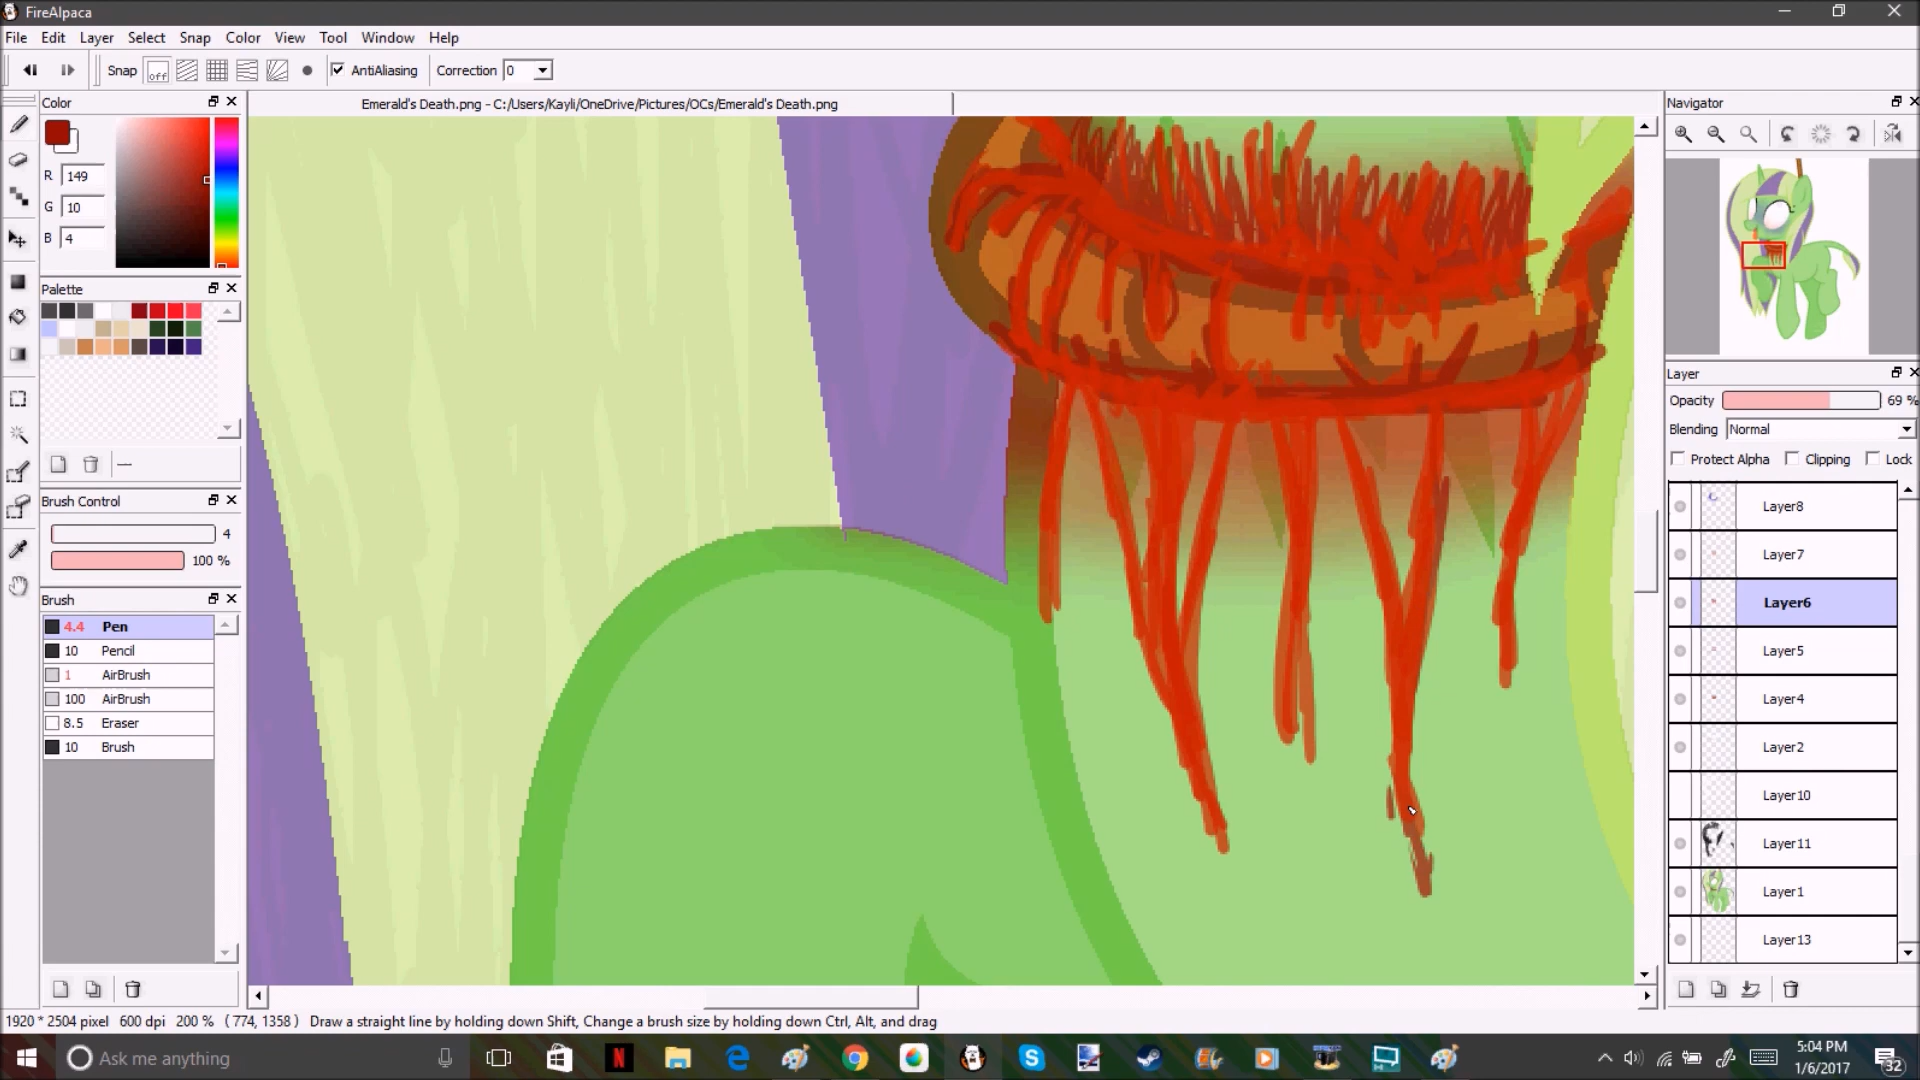 FireAlpaca
File Edit Layer Select Snap Color View Tool Window Help
Snap off AntiAliasing Correction 0
Color
Emerald's Death.png - C:/Users/Kayli/OneDrive/Pictures/OCs/Emerald's Death.png
Navigator
R 149
G 10
B 4
Palette
Brush Control
4
100 %
Brush
4.4 Pen
10 Pencil
1 AirBrush
100 AirBrush
8.5 Eraser
10 Brush
Layer
Opacity 69 %
Blending Normal
Protect Alpha Clipping Lock
Layer8
Layer7
Layer6
Layer5
Layer4
Layer2
Layer10
Layer11
Layer1
Layer13
1920 * 2504 pixel 600 dpi 200 % ( 774, 1358 ) Draw a straight line by holding down Shift, Change a brush size by holding down Ctrl, Alt, and drag
Ask me anything
5:04 PM
1/6/2017
32